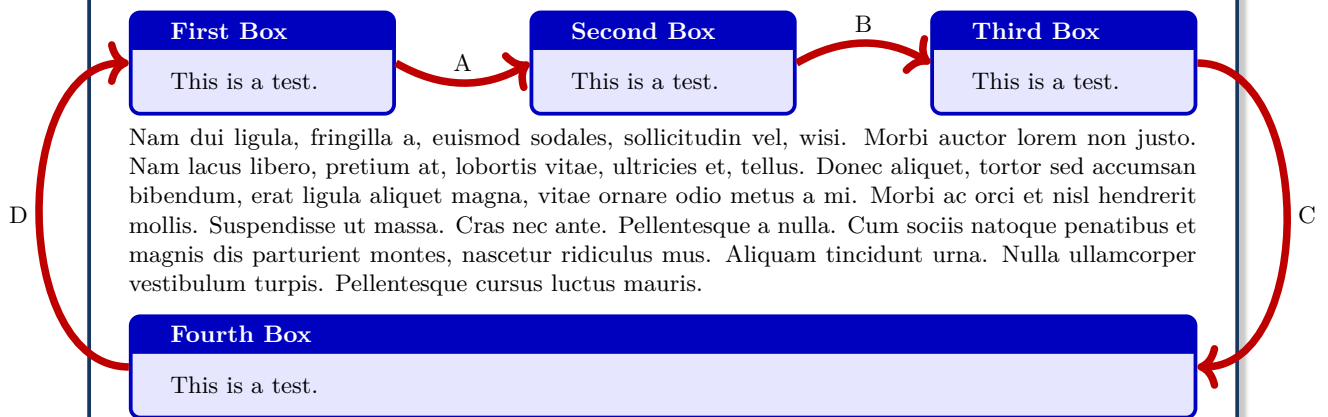 First Box
Second Box
Third Box
This is a test.
A
This is a test.
B
This is a test.
Nam dui ligula, fringilla a, euismod sodales, sollicitudin vel, wisi. Morbi auctor lorem non justo.
Nam lacus libero, pretium at, lobortis vitae, ultricies et, tellus. Donec aliquet, tortor sed accumsan
bibendum, erat ligula aliquet magna, vitae ornare odio metus a mi. Morbi ac orci et nisl hendrerit
mollis. Suspendisse ut massa. Cras nec ante. Pellentesque a nulla. Cum sociis natoque penatibus et
magnis dis parturient montes, nascetur ridiculus mus. Aliquam tincidunt urna. Nulla ullamcorper
vestibulum turpis. Pellentesque cursus luctus mauris.
D
C
Fourth Box
This is a test.